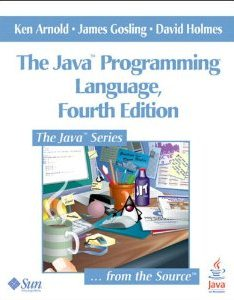 Ken Arnold • James Gosling • David Holmes
The Java™ Programming
Language,
Fourth Edition
The Java™ Series
... from the Source™
Sun
Java